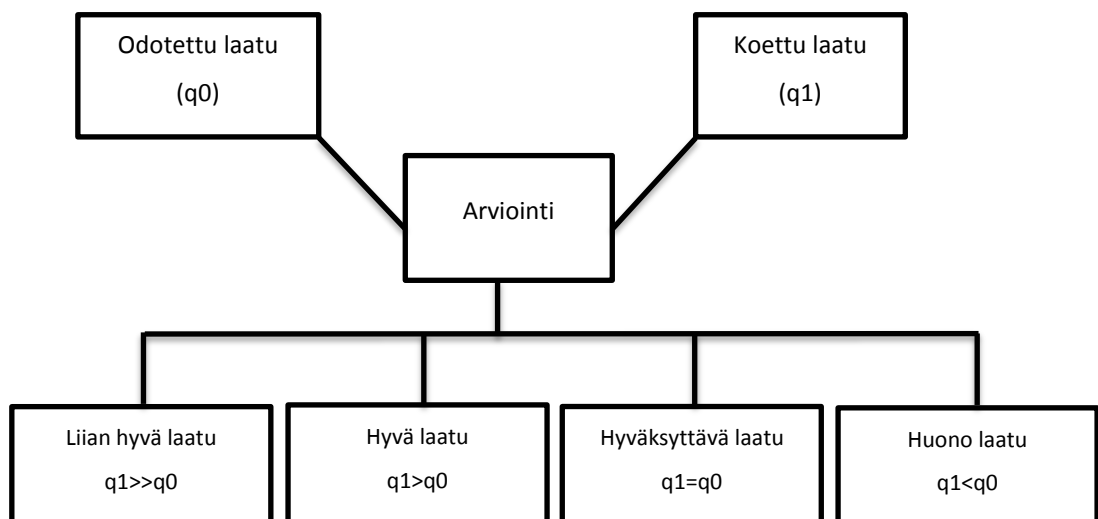 Odotettu laatu
(q0)
Koettu laatu
(q1)
Arviointi
Liian hyvä laatu
q1>>q0
Hyvä laatu
q1>q0
Hyväksyttävä laatu
q1=q0
Huono laatu
q1<q0